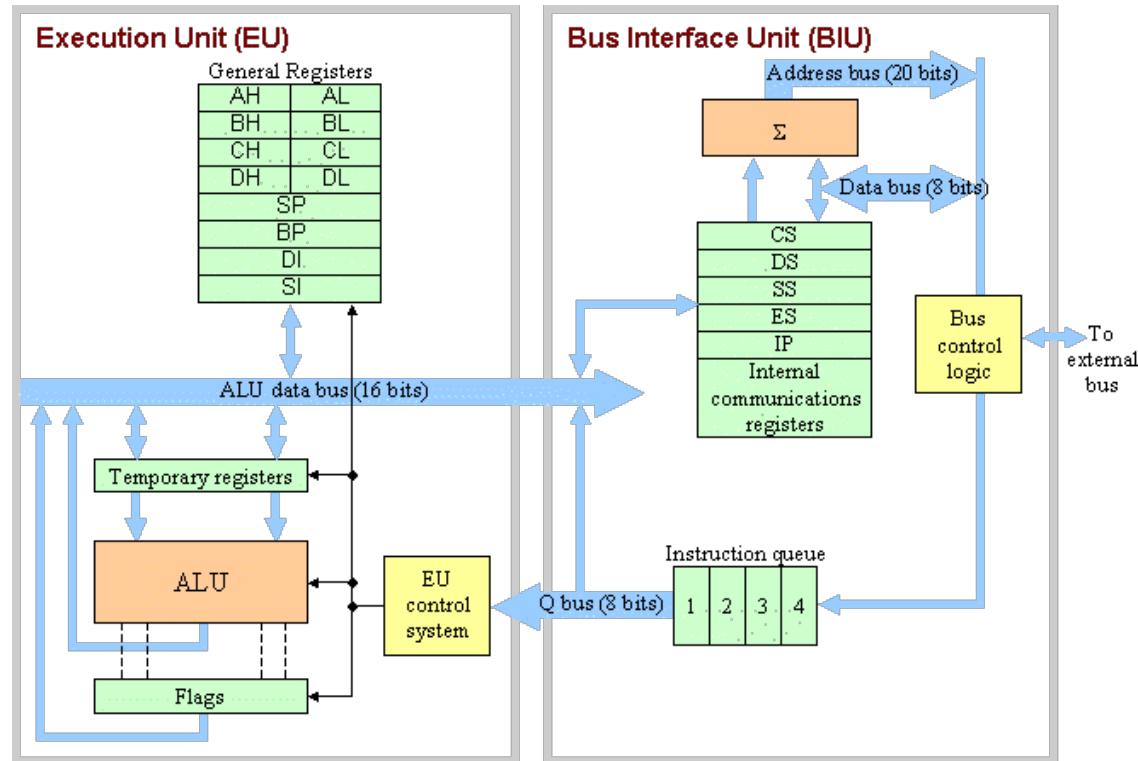 Execution Unit (EU)
General Registers
AH AL
BH BL
CH CL
DH DL
SP
BP
DI
SI
ALU data bus (16 bits)
Temporary registers
ALU
EU
control
system
Flags
Bus Interface Unit (BIU)
Address bus (20 bits)
Σ
Data bus (8 bits)
CS
DS
SS
ES
IP
Internal
communications
registers
Bus
control
logic
To
external
bus
Instruction queue
Q bus (8 bits)
1 2 3 4